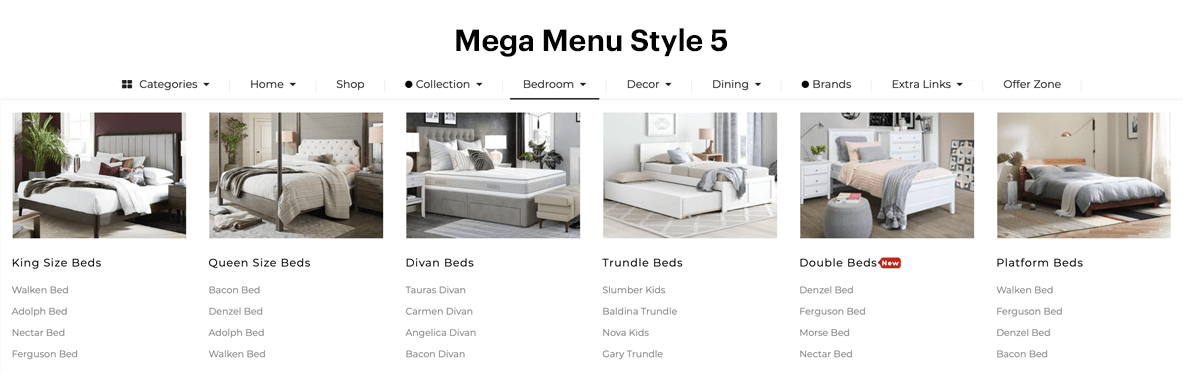 Mega Menu Style 5
Categories Home Shop Collection Bedroom Decor Dining Brands Extra Links Offer Zone
King Size Beds
Walken Bed
Adolph Bed
Nectar Bed
Ferguson Bed
Queen Size Beds
Bacon Bed
Denzel Bed
Adolph Bed
Walken Bed
Divan Beds
Tauras Divan
Carmen Divan
Angelica Divan
Bacon Divan
Trundle Beds
Slumber Kids
Baldina Trundle
Nova Kids
Gary Trundle
Double Beds New
Denzel Bed
Ferguson Bed
Morse Bed
Nectar Bed
Platform Beds
Walken Bed
Ferguson Bed
Denzel Bed
Bacon Bed